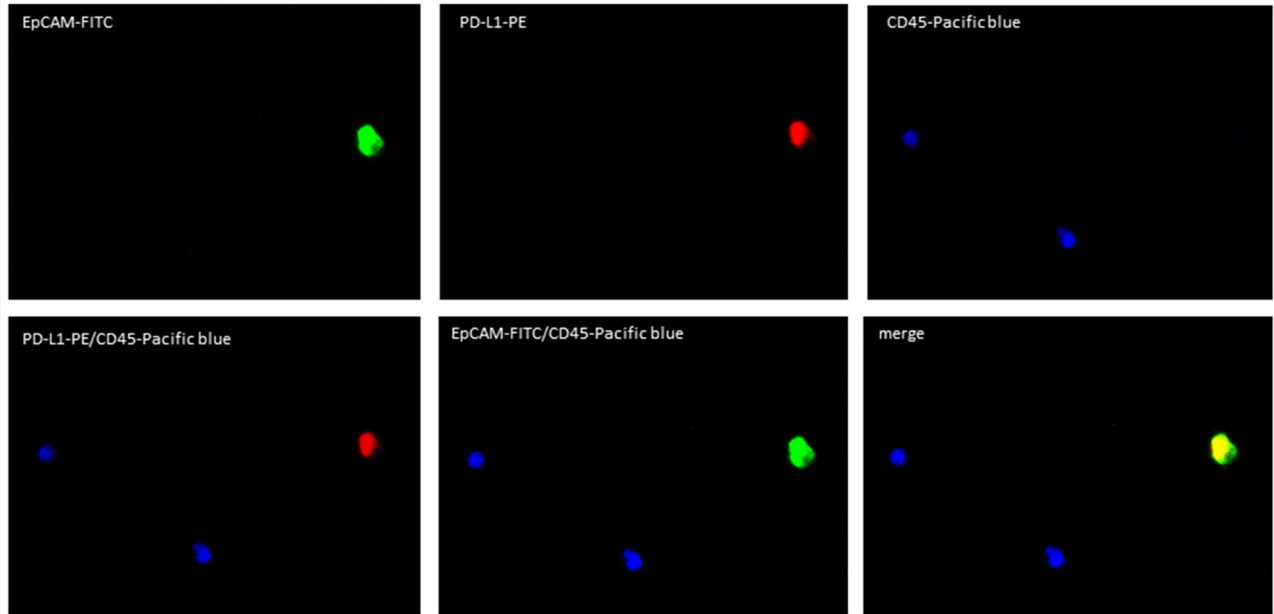 EpCAM-FITC
PD-L1-PE
CD45-Pacific blue
PD-L1-PE/CD45-Pacific blue
EpCAM-FITC/CD45-Pacific blue
merge